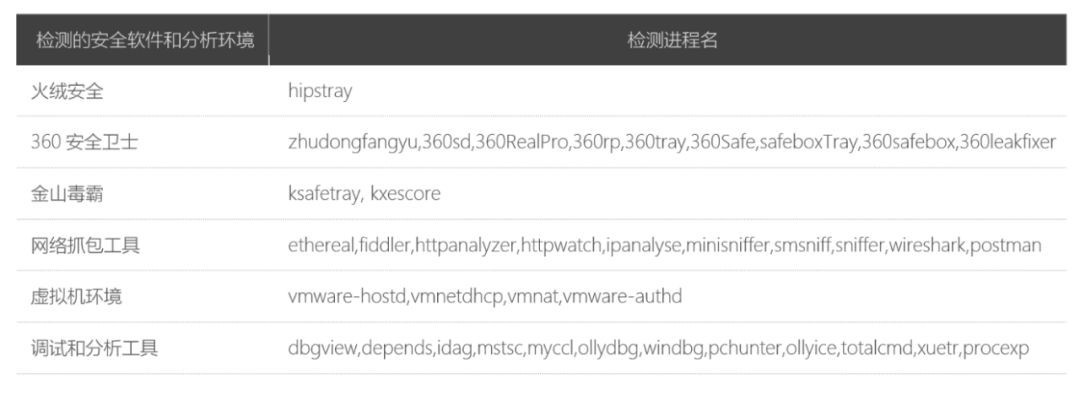 检测的安全软件和分析环境 检测进程名
火绒安全 hipstray
360 安全卫士 zhudongfangyu,360sd,360RealPro,360rp,360tray,360Safe,safeboxTray,360safebox,360leakfixer
金山毒霸 ksafetray, kxescore
网络抓包工具 ethereal,fiddler,httpanalyzer,httpwatch,ipanalyse,minisniffer,smsniff,sniffer,wireshark,postman
虚拟机环境 vmware-hostd,vmnetdhcp,vmnat,vmware-authd
调试和分析工具 dbgview,depends,idag,mstsc,myccl,ollydbg,windbg,pchunter,ollyice,totalcmd,xuetr,procexp